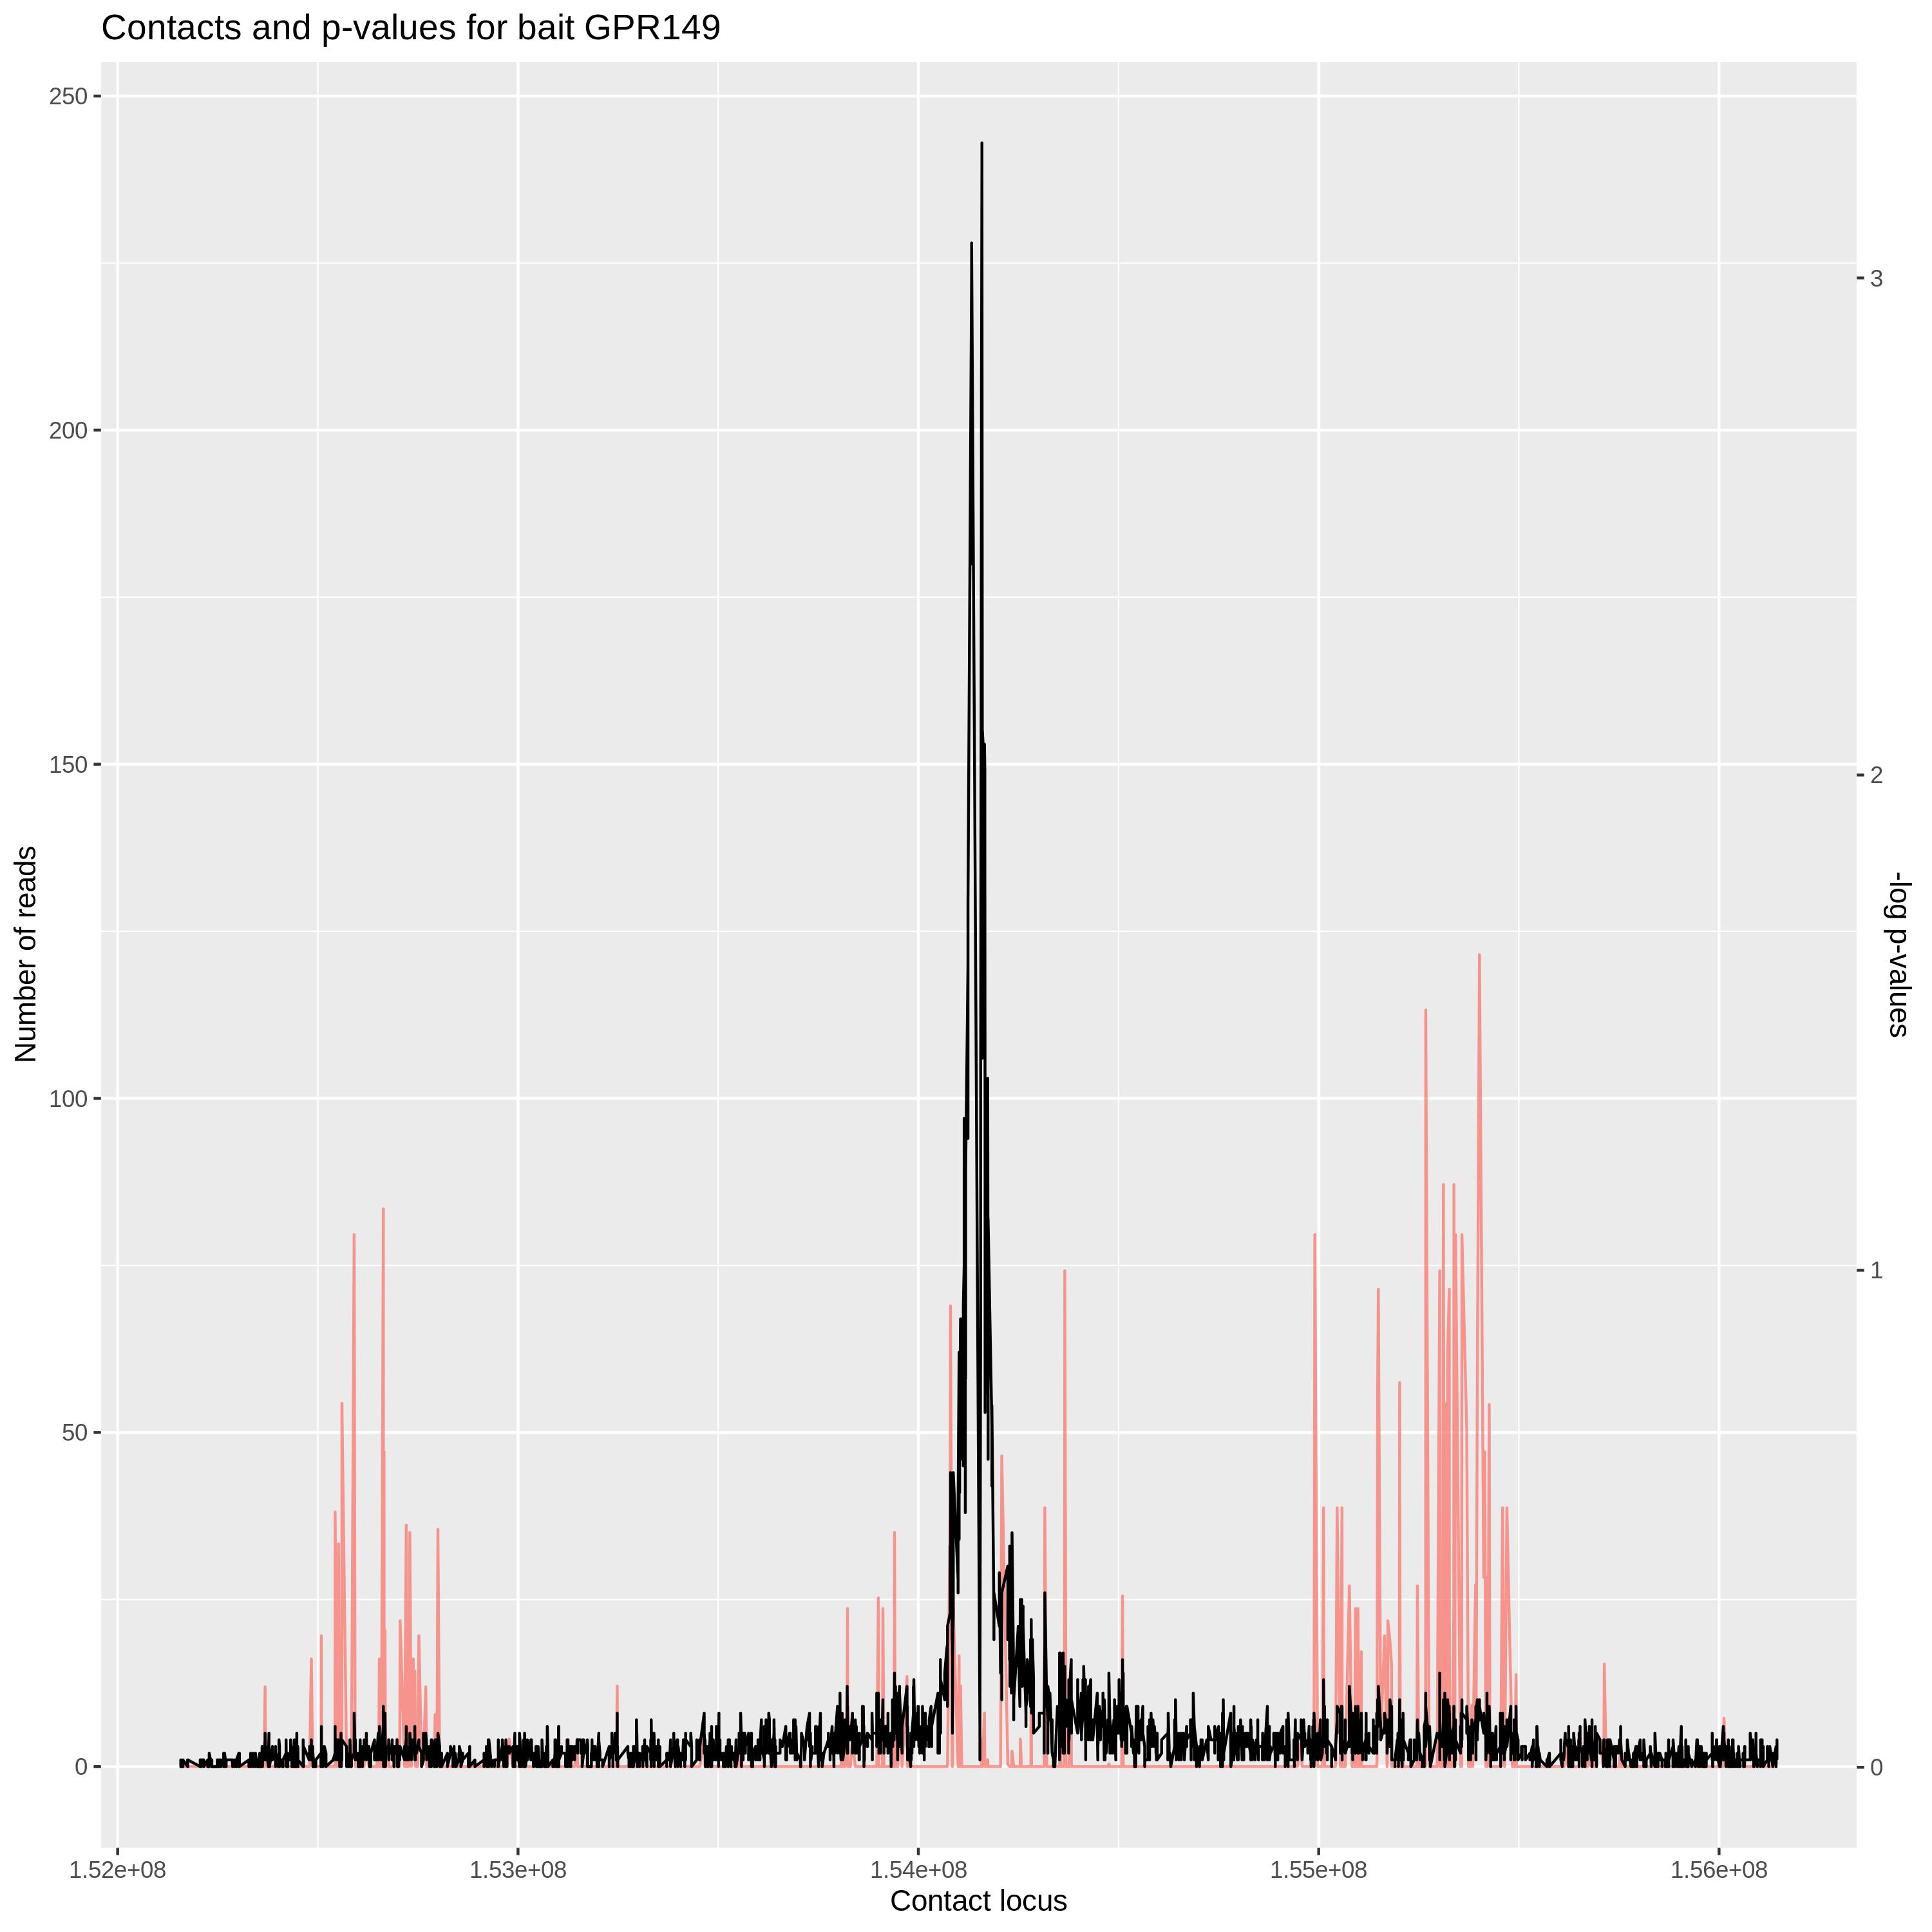 Contacts and p-values for bait GPR149
250
200
150
100
50
0
Number of reads
3
2
1
0
-log p-values
1.52e+08
1.53e+08
1.54e+08
1.55e+08
1.56e+08
Contact locus